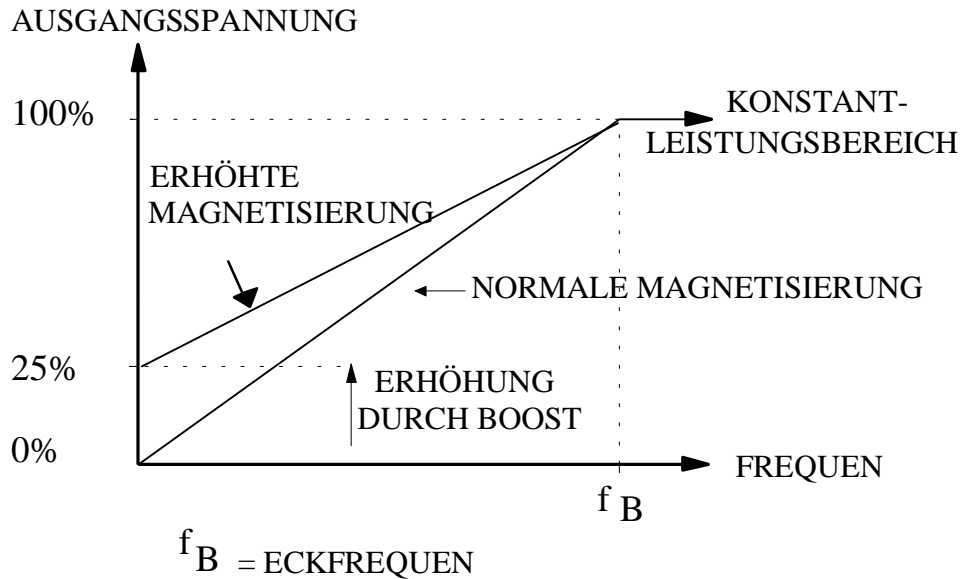 AUSGANGSSPANNUNG
100%
KONSTANT-
LEISTUNGSBEREICH
ERHÖHTE
MAGNETISIERUNG
NORMALE MAGNETISIERUNG
25%
ERHÖHUNG
DURCH BOOST
0%
FREQUEN
f B
f B = ECKFREQUEN